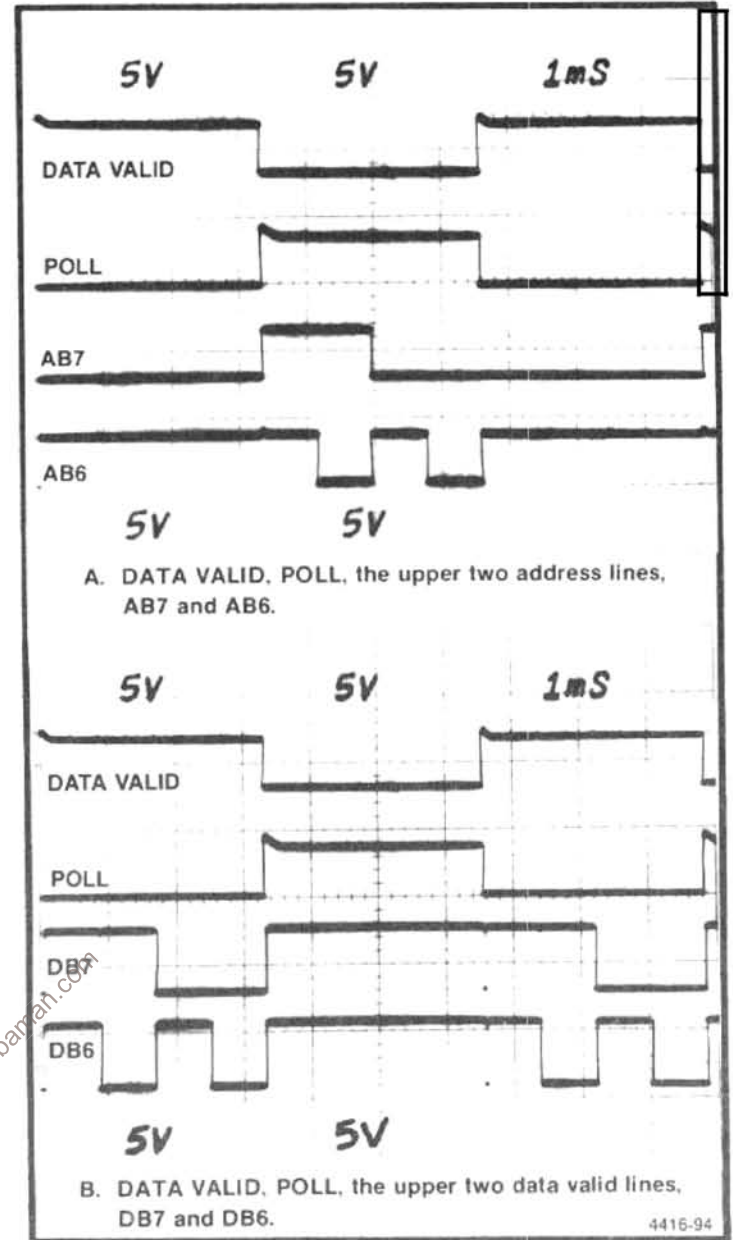 5V 5V 1mS
DATA VALID
POLL
AB7
AB6
5V 5V
A. DATA VALID, POLL, the upper two address lines,
AB7 and AB6.
5V 5V 1mS
DATA VALID
POLL
DB7
DB6
5V 5V
B. DATA VALID, POLL, the upper two data valid lines,
DB7 and DB6.
4416-94